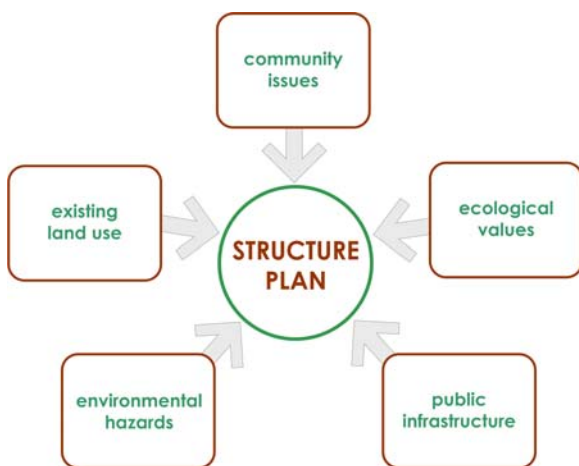 community
issues
existing
land use
ecological
values
STRUCTURE
PLAN
environmental
hazards
public
infrastructure